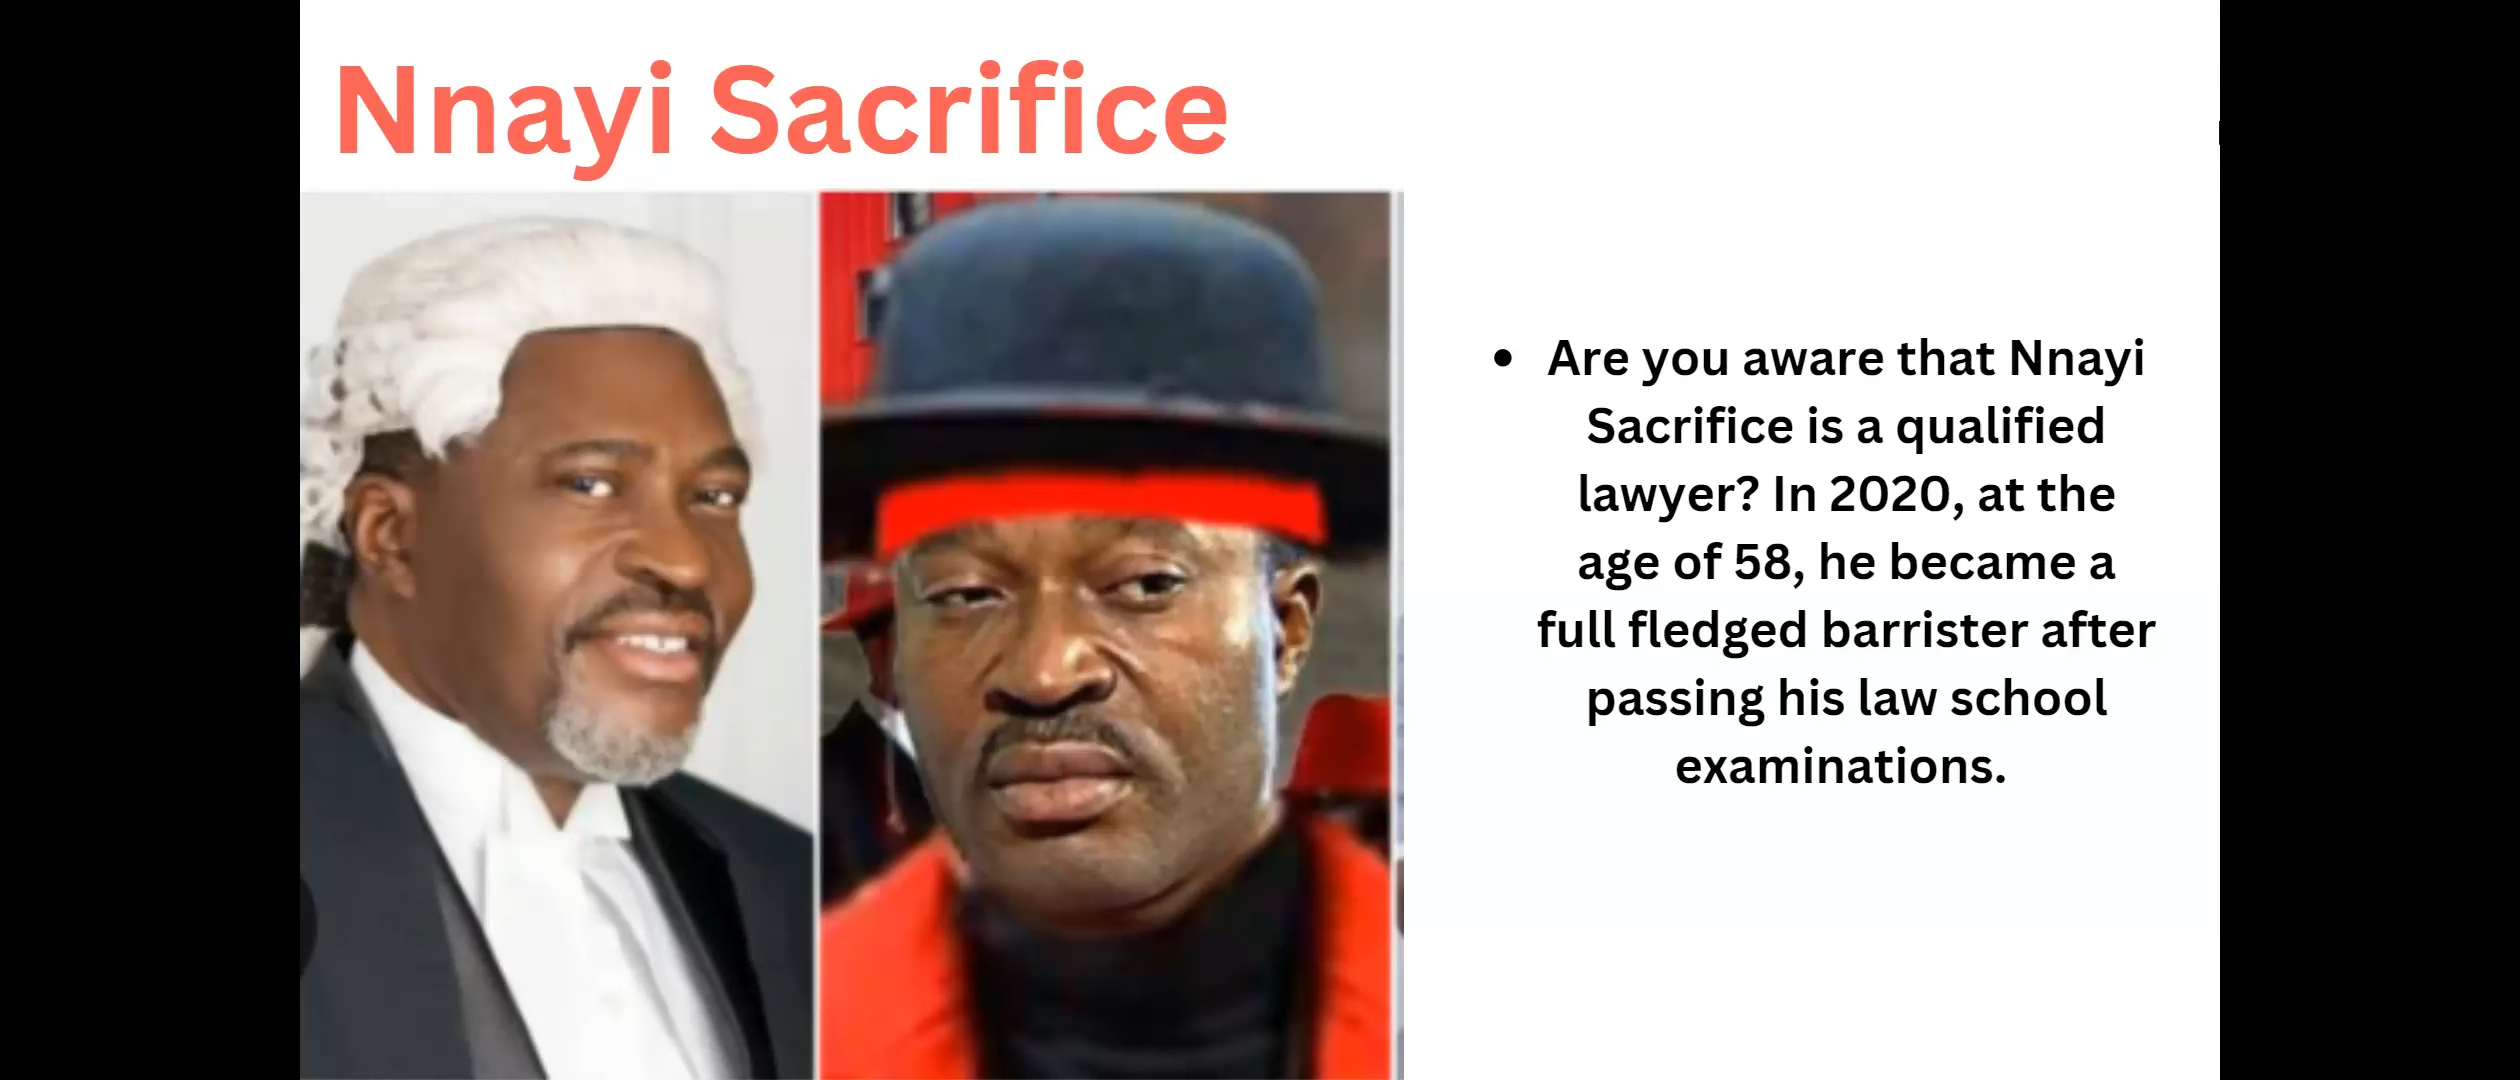 Nnayi Sacrifice
• Are you aware that Nnayi
Sacrifice is a qualified
lawyer? In 2020, at the
age of 58, he became a
full fledged barrister after
passing his law school
examinations.